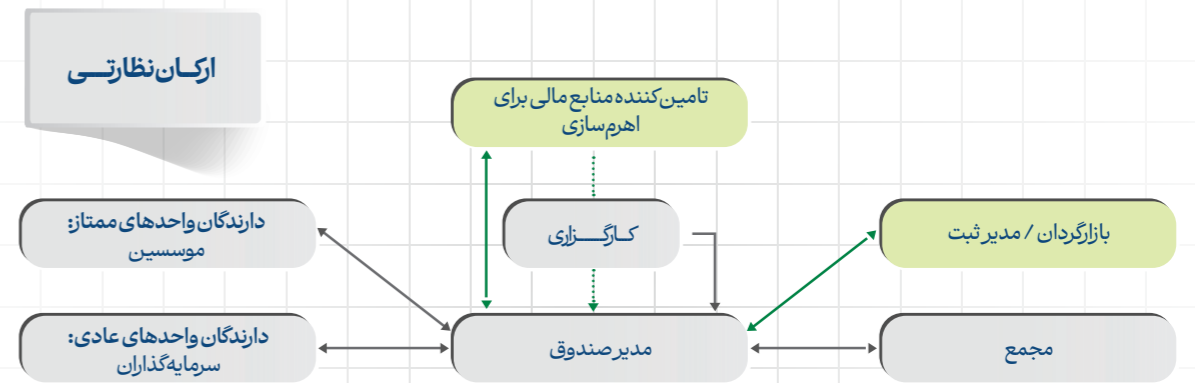 ارکان نظارتی
تامین‌کننده منابع مالی برای
اهرم‌سازی
دارندگان واحدهای ممتاز:
موسسین
کارگزاری
بازارگردان / مدیر ثبت
دارندگان واحدهای عادی:
سرمایه‌گذاران
مدیر صندوق
مجمع